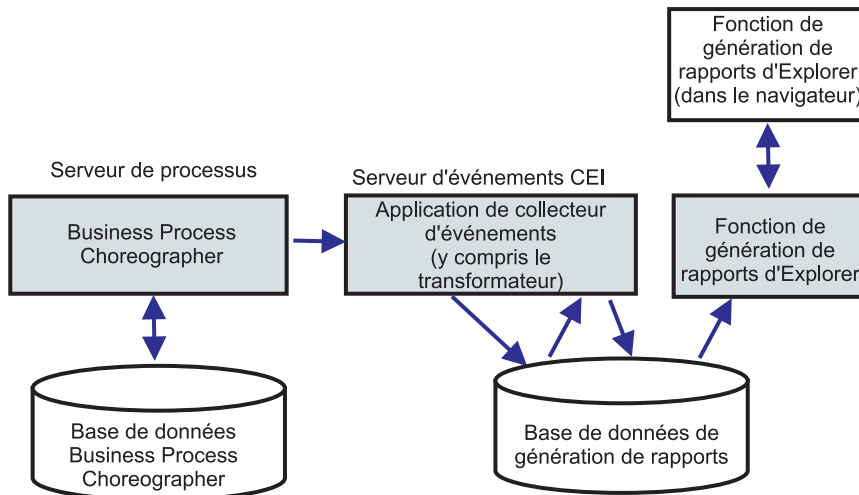 Fonction de
génération de
rapports d'Explorer
(dans le navigateur)
Serveur de processus
Serveur d'événements CEI
Business Process
Choreographer
Application de collecteur
d'événements
(y compris le
transformateur)
Fonction de
génération de
rapports d'Explorer
Base de données
Business Process
Choreographer
Base de données de
génération de rapports